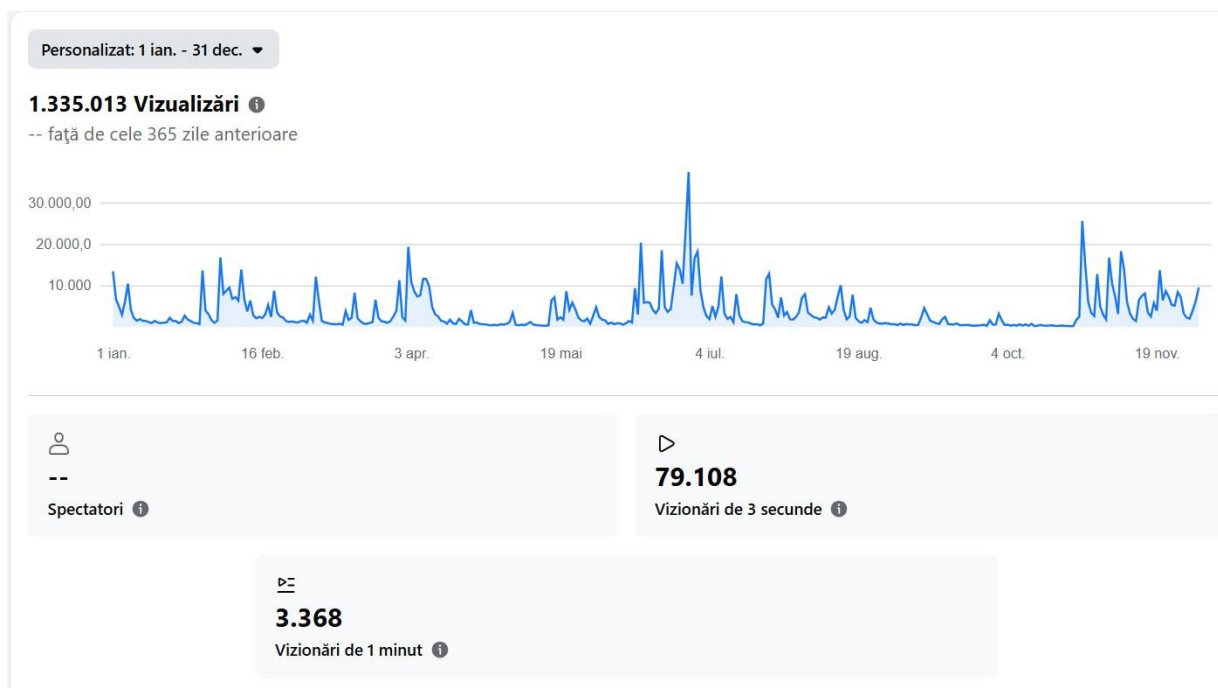 Personalizat: 1 ian. - 31 dec.
1.335.013 Vizualizări
-- față de cele 365 zile anterioare
30.000,00
20.000,0
10.000
1 ian. 16 feb. 3 apr. 19 mai 4 iul. 19 aug. 4 oct. 19 nov.
--
Spectatori
79.108
Vizionări de 3 secunde
3.368
Vizionări de 1 minut